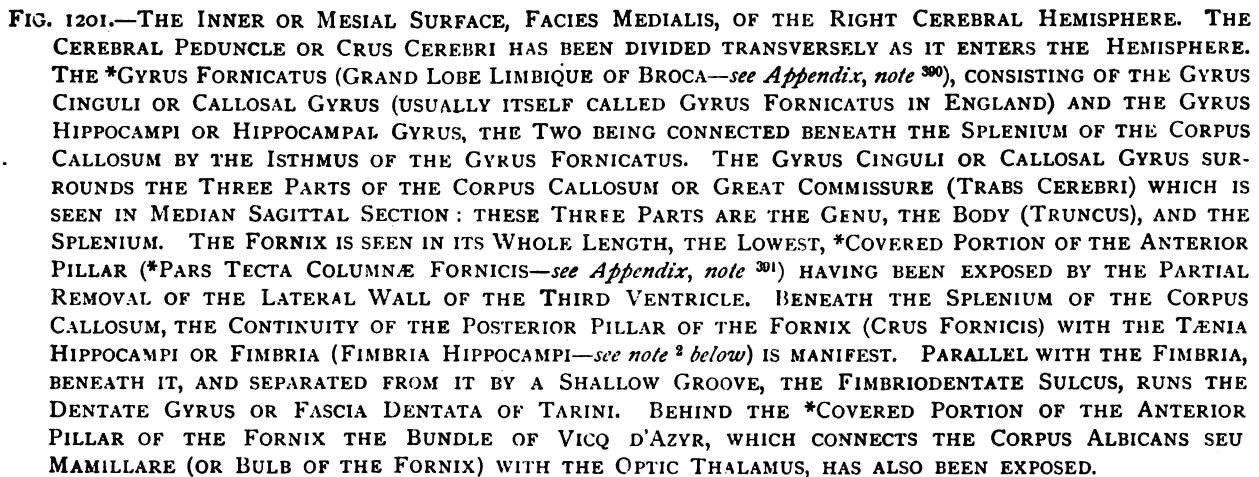 FIG. 1201.—THE INNER OR MESIAL SURFACE, FACIES MEDIALIS, OF THE RIGHT CEREBRAL HEMISPHERE. THE
CEREBRAL PEDUNCLE OR CRUS CEREBRI HAS BEEN DIVIDED TRANSVERSELY AS IT ENTERS THE HEMISPHERE.
THE *GYRUS FORNICATUS (GRAND LOBE LIMBIQUE OF BROCA—see Appendix, note 390), CONSISTING OF THE GYRUS
CINGULI OR CALLOSAL GYRUS (USUALLY ITSELF CALLED GYRUS FORNICATUS IN ENGLAND) AND THE GYRUS
HIPPOCAMPI OR HIPPOCAMPAL GYRUS, THE TWO BEING CONNECTED BENEATH THE SPLENIUM OF THE CORPUS
CALLOSUM BY THE ISTHMUS OF THE GYRUS FORNICATUS. THE GYRUS CINGULI OR CALLOSAL GYRUS SUR-
ROUNDS THE THREE PARTS OF THE CORPUS CALLOSUM OR GREAT COMMISSURE (TRABS CEREBRI) WHICH IS
SEEN IN MEDIAN SAGITTAL SECTION: THESE THREE PARTS ARE THE GENU, THE BODY (TRUNCUS), AND THE
SPLENIUM. THE FORNIX IS SEEN IN ITS WHOLE LENGTH, THE LOWEST, *COVERED PORTION OF THE ANTERIOR
PILLAR (*PARS TECTA COLUMNÆ FORNICIS—see Appendix, note 391) HAVING BEEN EXPOSED BY THE PARTIAL
REMOVAL OF THE LATERAL WALL OF THE THIRD VENTRICLE. BENEATH THE SPLENIUM OF THE CORPUS
CALLOSUM, THE CONTINUITY OF THE POSTERIOR PILLAR OF THE FORNIX (CRUS FORNICIS) WITH THE TÆNIA
HIPPOCAMPI OR FIMBRIA (FIMBRIA HIPPOCAMPI—see note 2 below) IS MANIFEST. PARALLEL WITH THE FIMBRIA,
BENEATH IT, AND SEPARATED FROM IT BY A SHALLOW GROOVE, THE FIMBRIODENTATE SULCUS, RUNS THE
DENTATE GYRUS OR FASCIA DENTATA OF TARINI. BEHIND THE *COVERED PORTION OF THE ANTERIOR
PILLAR OF THE FORNIX THE BUNDLE OF VICQ D'AZYR, WHICH CONNECTS THE CORPUS ALBICANS SEU
MAMILLARE (OR BULB OF THE FORNIX) WITH THE OPTIC THALAMUS, HAS ALSO BEEN EXPOSED.